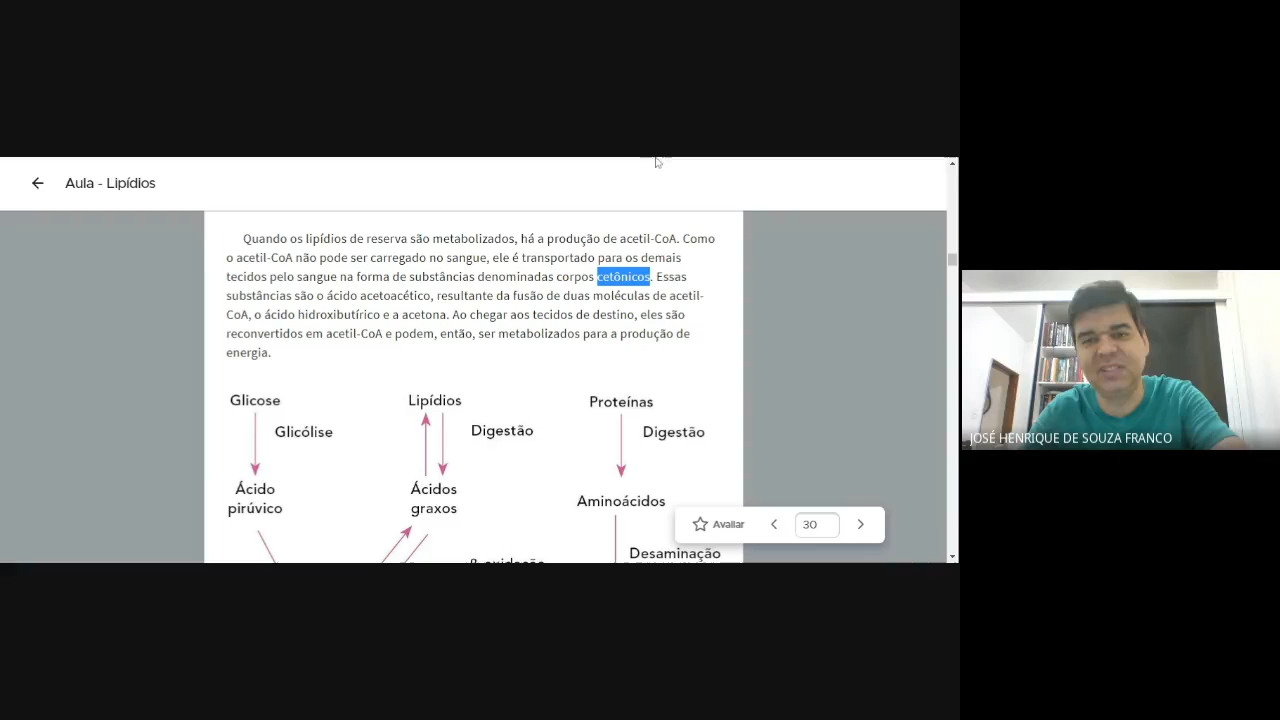 Aula - Lipídios
Quando os lipídios de reserva são metabolizados, há a produção de acetil-CoA. Como
o acetil-CoA não pode ser carregado no sangue, ele é transportado para os demais
tecidos pelo sangue na forma de substâncias denominadas corpos cetônicos. Essas
substâncias são o ácido acetoacético, resultante da fusão de duas moléculas de acetil-
CoA, o ácido hidroxibutírico e a acetona. Ao chegar aos tecidos de destino, eles são
reconvertidos em acetil-CoA e podem, então, ser metabolizados para a produção de
energia.
Glicose
Lipídios
Proteínas
Glicólise
Digestão
Digestão
Ácido
pirúvico
Ácidos
graxos
Aminoácidos
Desaminação
β-oxidação
Avaliar
30
JOSÉ HENRIQUE DE SOUZA FRANCO